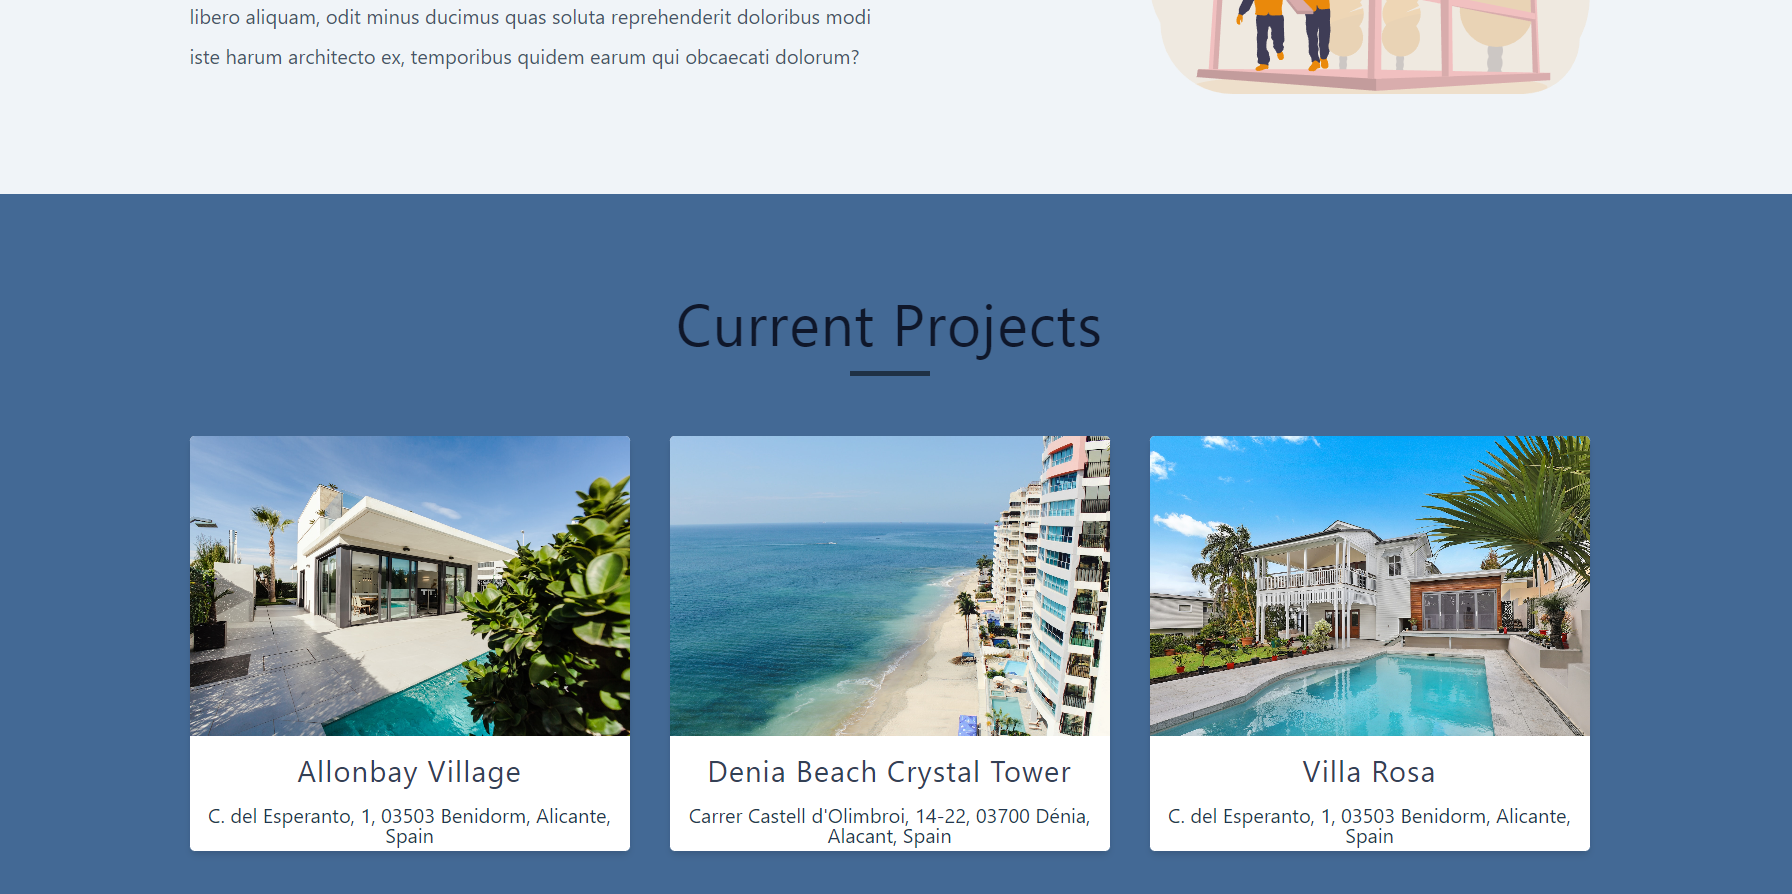 libero aliquam, odit minus ducimus quas soluta reprehenderit doloribus modi
iste harum architecto ex, temporibus quidem earum qui obcaecati dolorum?
Current Projects
Allonbay Village
C. del Esperanto, 1, 03503 Benidorm, Alicante,
Spain
Denia Beach Crystal Tower
Carrer Castell d'Olimbroi, 14-22, 03700 Dénia,
Alacant, Spain
Villa Rosa
C. del Esperanto, 1, 03503 Benidorm, Alicante,
Spain